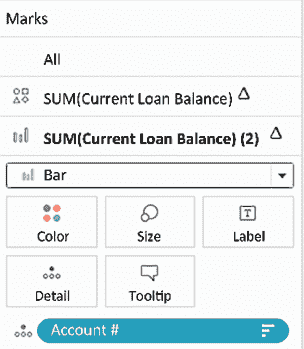 Marks
All
SUM(Current Loan Balance) Δ
SUM(Current Loan Balance) (2) Δ
Bar
Color Size Label
Detail Tooltip
Account #